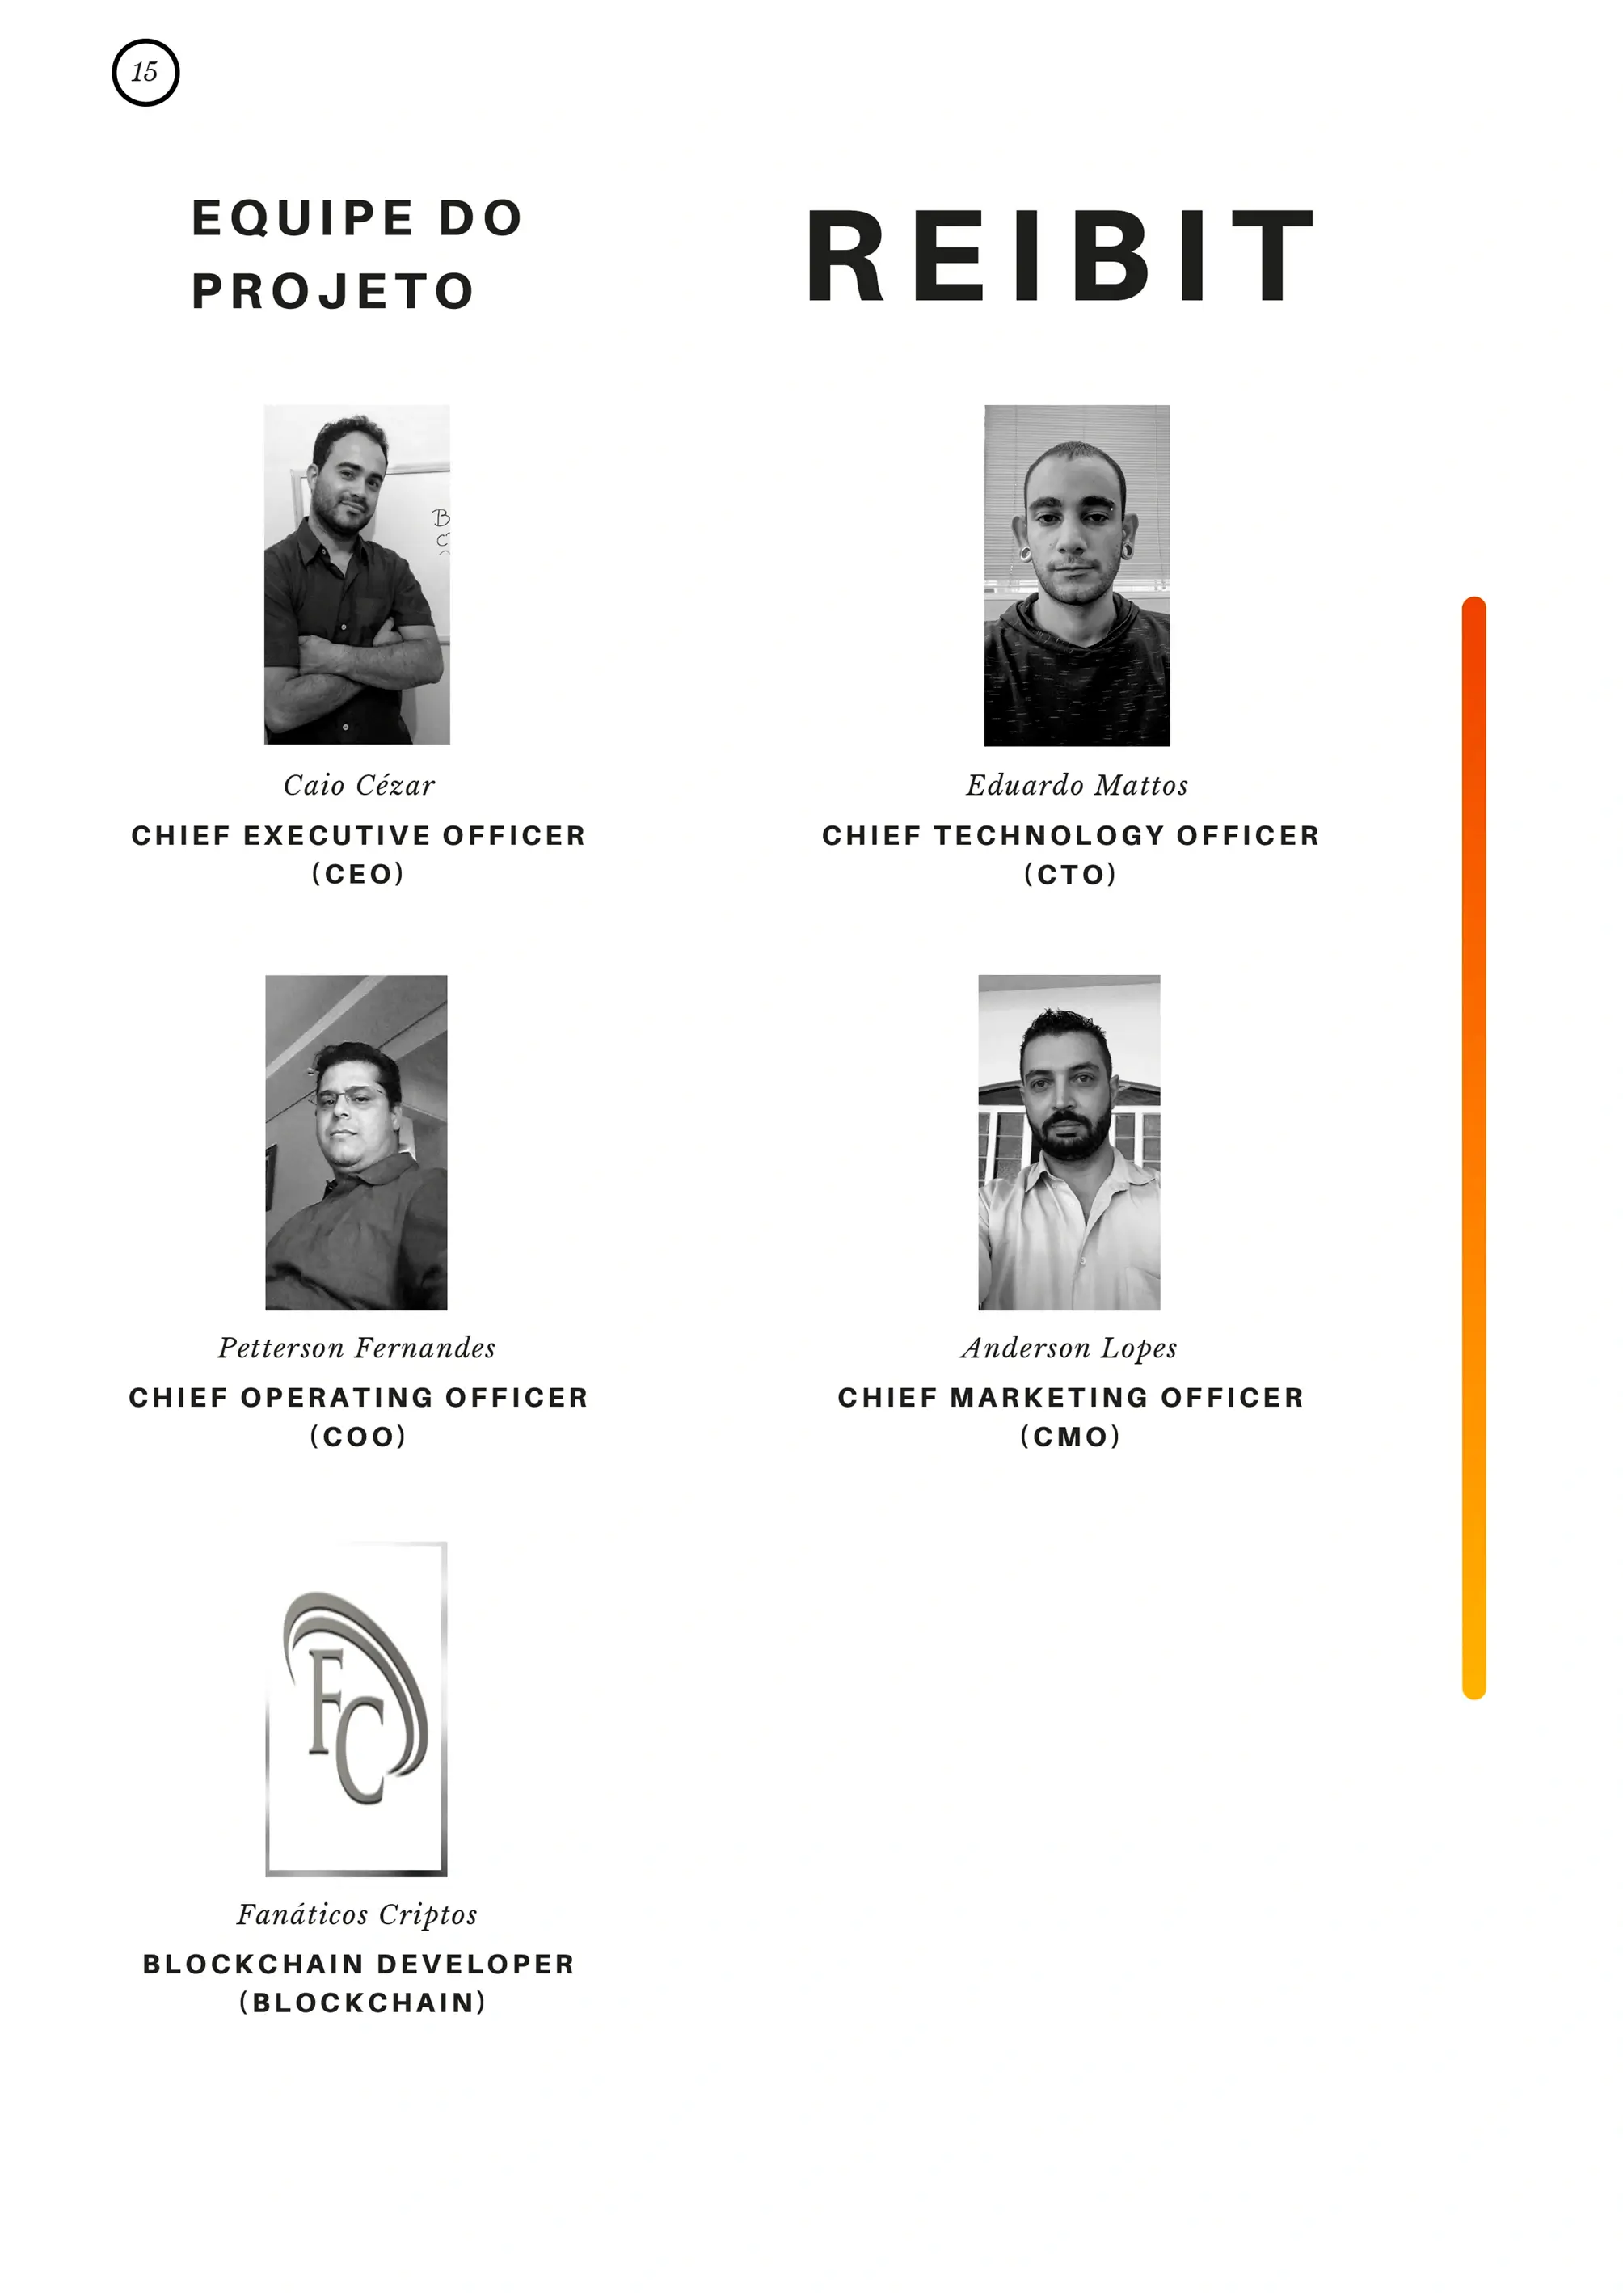 15
EQUIPE DO
PROJETO
REIBIT
B
C
Caio Cézar
CHIEF EXECUTIVE OFFICER
(CEO)
Eduardo Mattos
CHIEF TECHNOLOGY OFFICER
(CTO)
Petterson Fernandes
CHIEF OPERATING OFFICER
(COO)
Anderson Lopes
CHIEF MARKETING OFFICER
(CMO)
FC
Fanáticos Criptos
BLOCKCHAIN DEVELOPER
(BLOCKCHAIN)